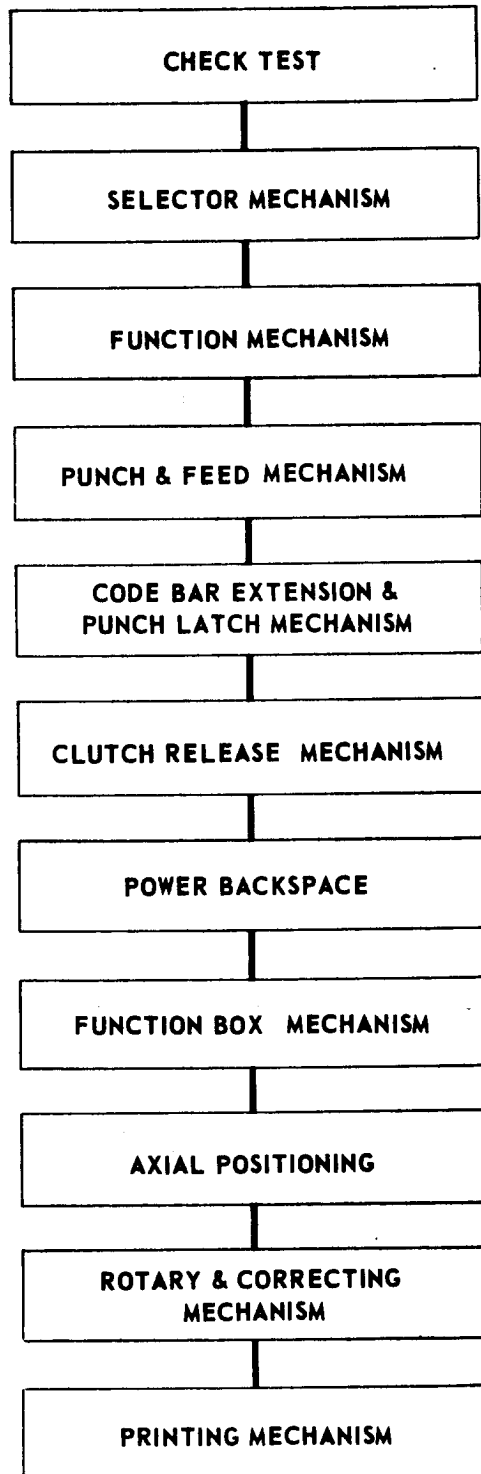 CHECK TEST
SELECTOR MECHANISM
FUNCTION MECHANISM
PUNCH & FEED MECHANISM
CODE BAR EXTENSION &
PUNCH LATCH MECHANISM
CLUTCH RELEASE MECHANISM
POWER BACKSPACE
FUNCTION BOX MECHANISM
AXIAL POSITIONING
ROTARY & CORRECTING
MECHANISM
PRINTING MECHANISM